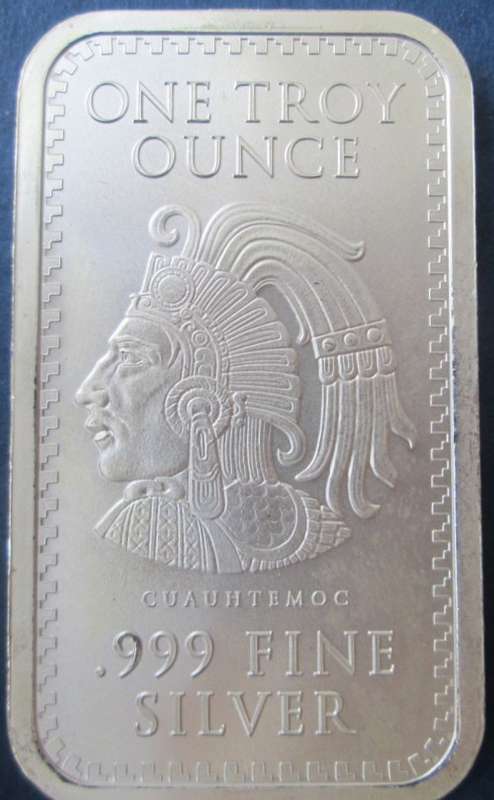 ONE TROY
OUNCE
CUAUHTEMOC
.999 FINE
SILVER